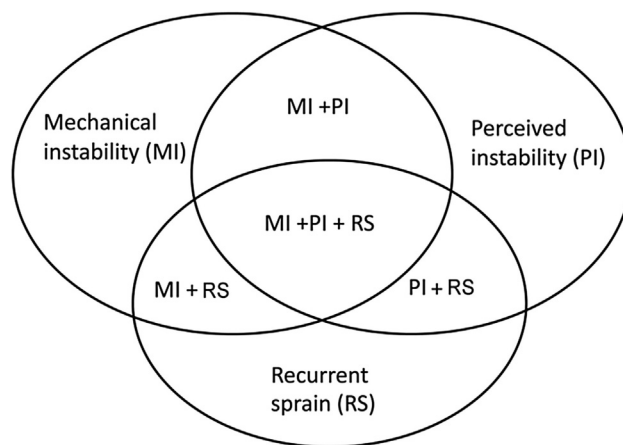 MI +PI
Mechanical
instability (MI)
Perceived
instability (PI)
MI +PI + RS
MI + RS
PI + RS
Recurrent
sprain (RS)